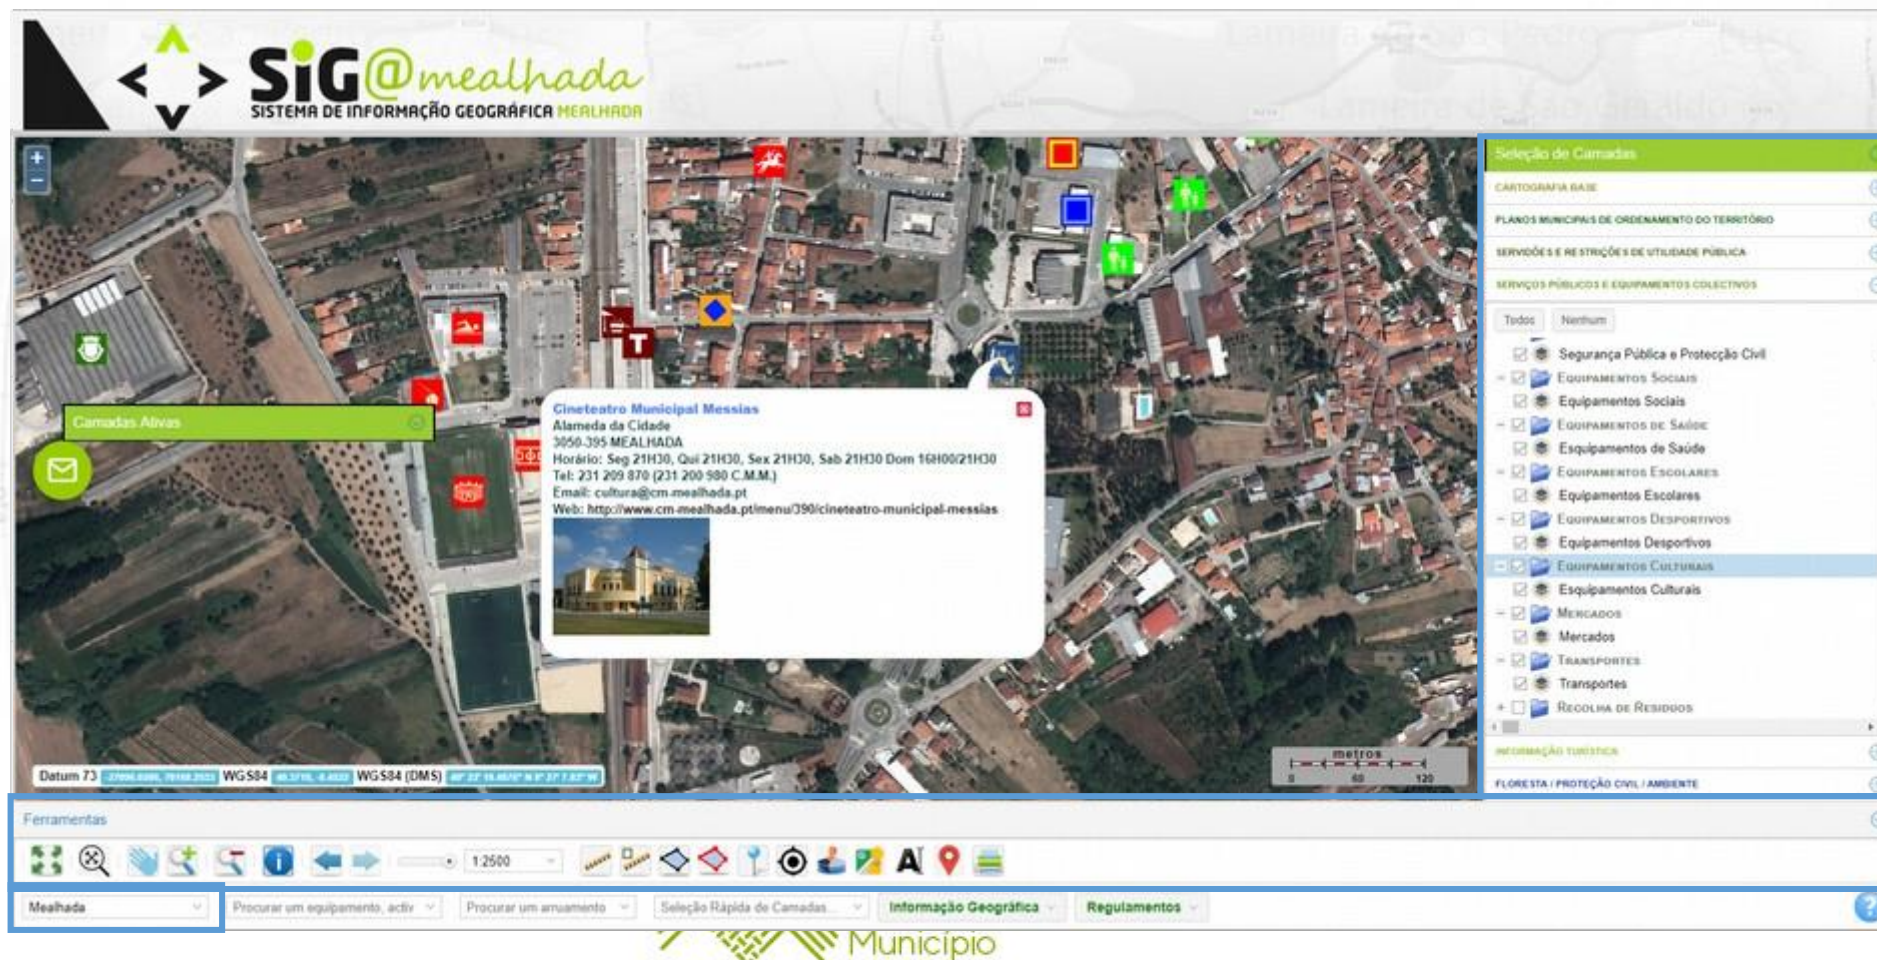 SiG@mealhada
SISTEMA DE INFORMAÇÃO GEOGRÁFICA MEALHADA
+
−
Seleção de Camadas
CARTOGRAFIA BASE
PLANOS MUNICIPAIS DE ORDENAMENTO DO TERRITÓRIO
SERVIDÕES E RESTRIÇÕES DE UTILIDADE PÚBLICA
SERVIÇOS PÚBLICOS E EQUIPAMENTOS COLECTIVOS
Todos Nenhum
Segurança Pública e Protecção Civil
EQUIPAMENTOS SOCIAIS
Equipamentos Sociais
EQUIPAMENTOS DE SAÚDE
Esquipamentos de Saúde
EQUIPAMENTOS ESCOLARES
Equipamentos Escolares
EQUIPAMENTOS DESPORTIVOS
Equipamentos Desportivos
EQUIPAMENTOS CULTURAIS
Esquipamentos Culturais
MERCADOS
Mercados
TRANSPORTES
Transportes
RECOLHA DE RESIDUOS
INFORMAÇÃO TURISTICA
FLORESTA / PROTEÇÃO CIVIL / AMBIENTE
T
Camadas Ativas
Cineteatro Municipal Messias
Alameda da Cidade
3050-395 MEALHADA
Horário: Seg 21H30, Qui 21H30, Sex 21H30, Sab 21H30 Dom 16H00/21H30
Tel: 231 209 870 (231 200 980 C.M.M.)
Email: cultura@cm-mealhada.pt
Web: http://www.cm-mealhada.pt/menu/390/cineteatro-municipal-messias
metros
0 60 120
Datum 73 WGS84 WGS84 (DMS)
Ferramentas
1:2500
A
Mealhada Procurar um equipamento, activ Procurar um arruamento Seleção Rápida de Camadas... Informação Geográfica Regulamentos ?
Município